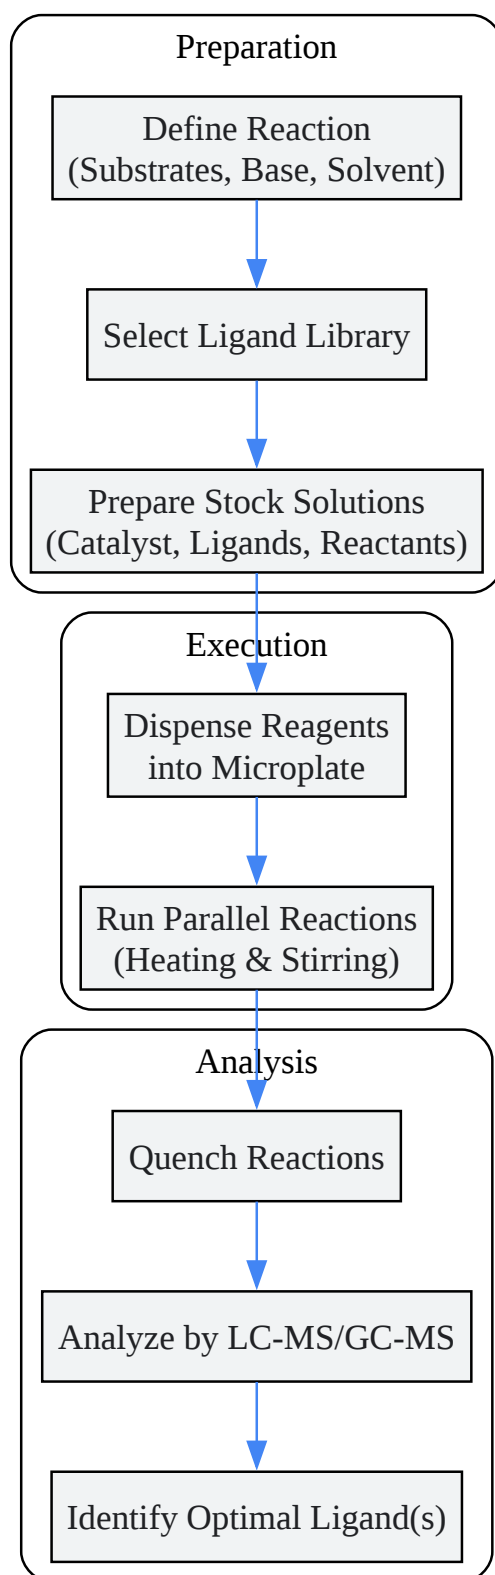 Preparation
Define Reaction
(Substrates, Base, Solvent)
Select Ligand Library
Prepare Stock Solutions
(Catalyst, Ligands, Reactants)
Execution
Dispense Reagents
into Microplate
Run Parallel Reactions
(Heating & Stirring)
Analysis
Quench Reactions
Analyze by LC-MS/GC-MS
Identify Optimal Ligand(s)